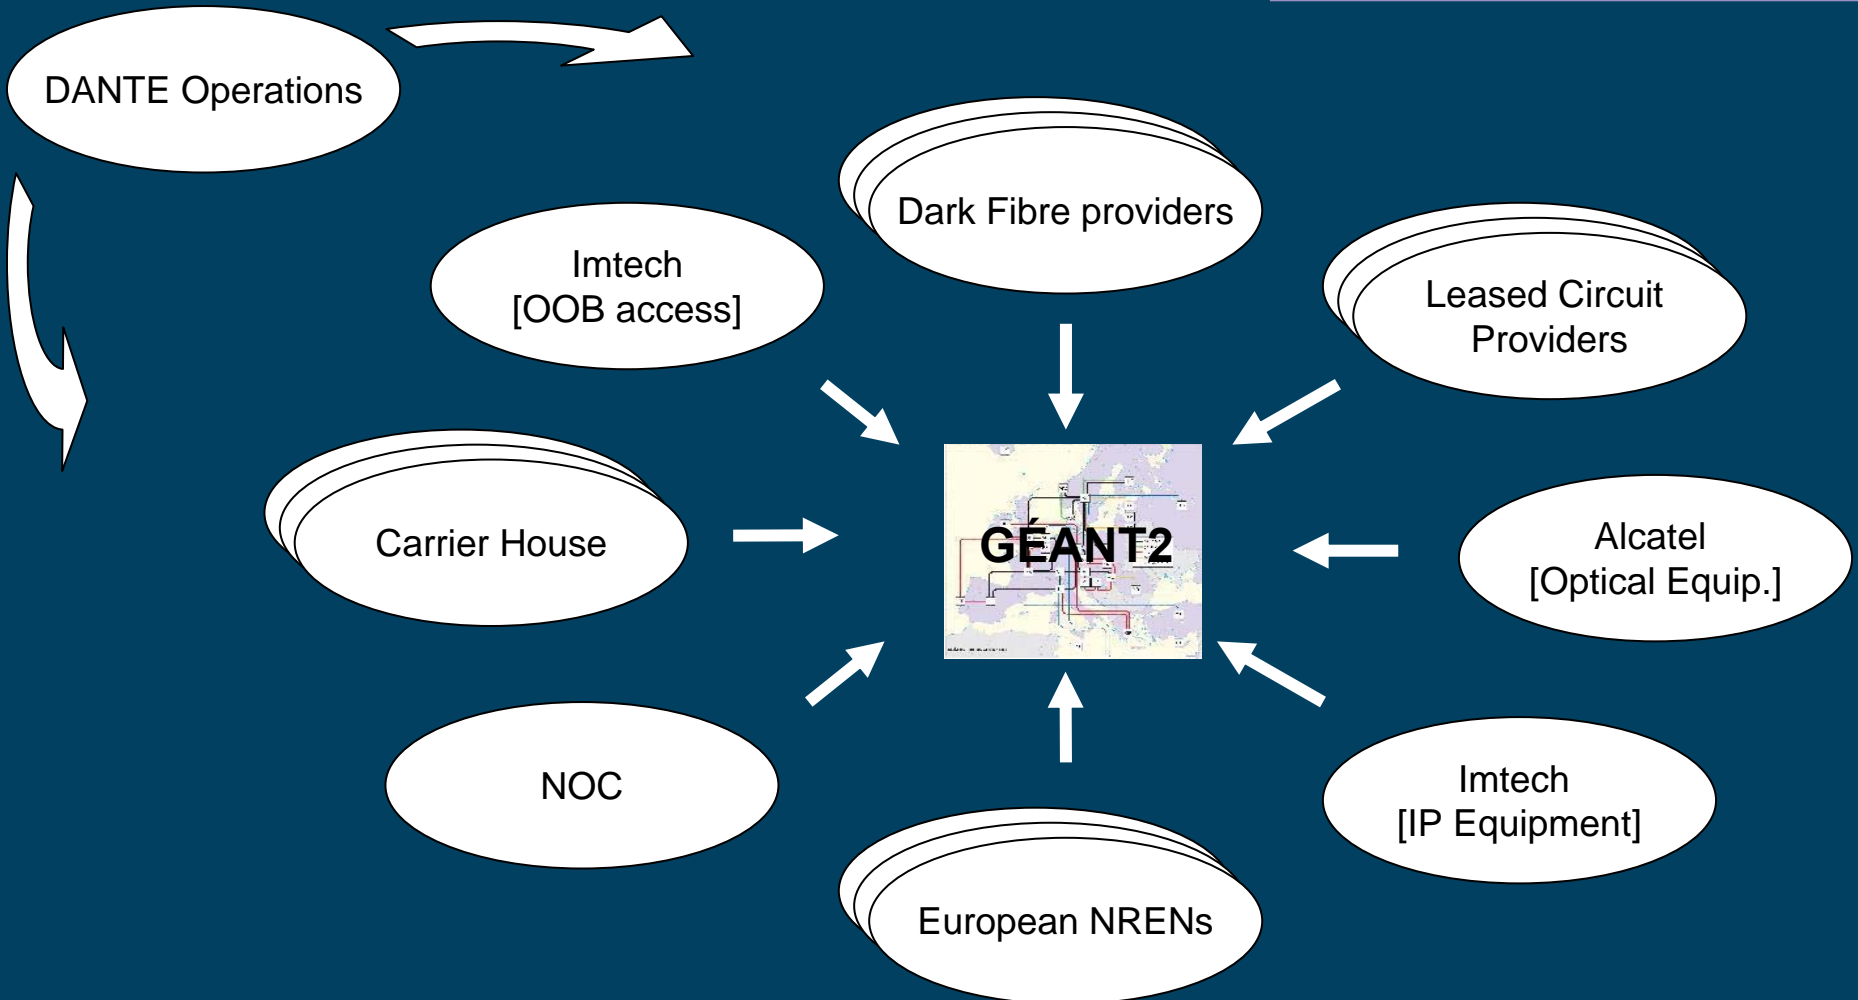 DANTE Operations
Dark Fibre providers
Imtech
[OOB access]
Leased Circuit
Providers
Carrier House
GÉANT2
Alcatel
[Optical Equip.]
NOC
Imtech
[IP Equipment]
European NRENs